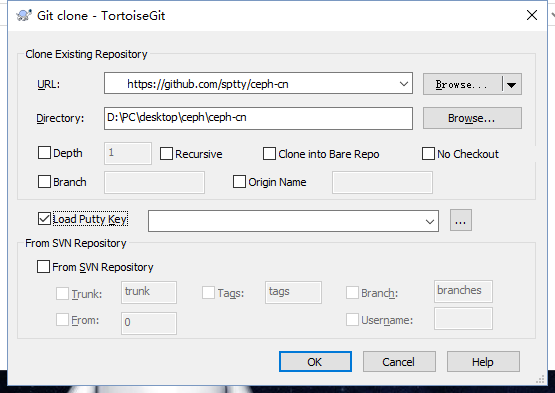 Git clone - TortoiseGit
Clone Existing Repository
URL: https://github.com/sptty/ceph-cn Browse...
Directory: D:\PC\desktop\ceph\ceph-cn Browse...
Depth 1 Recursive Clone into Bare Repo No Checkout
Branch Origin Name
Load Putty Key ...
From SVN Repository
From SVN Repository
Trunk: trunk Tags: tags Branch: branches
From: 0 Username:
OK Cancel Help